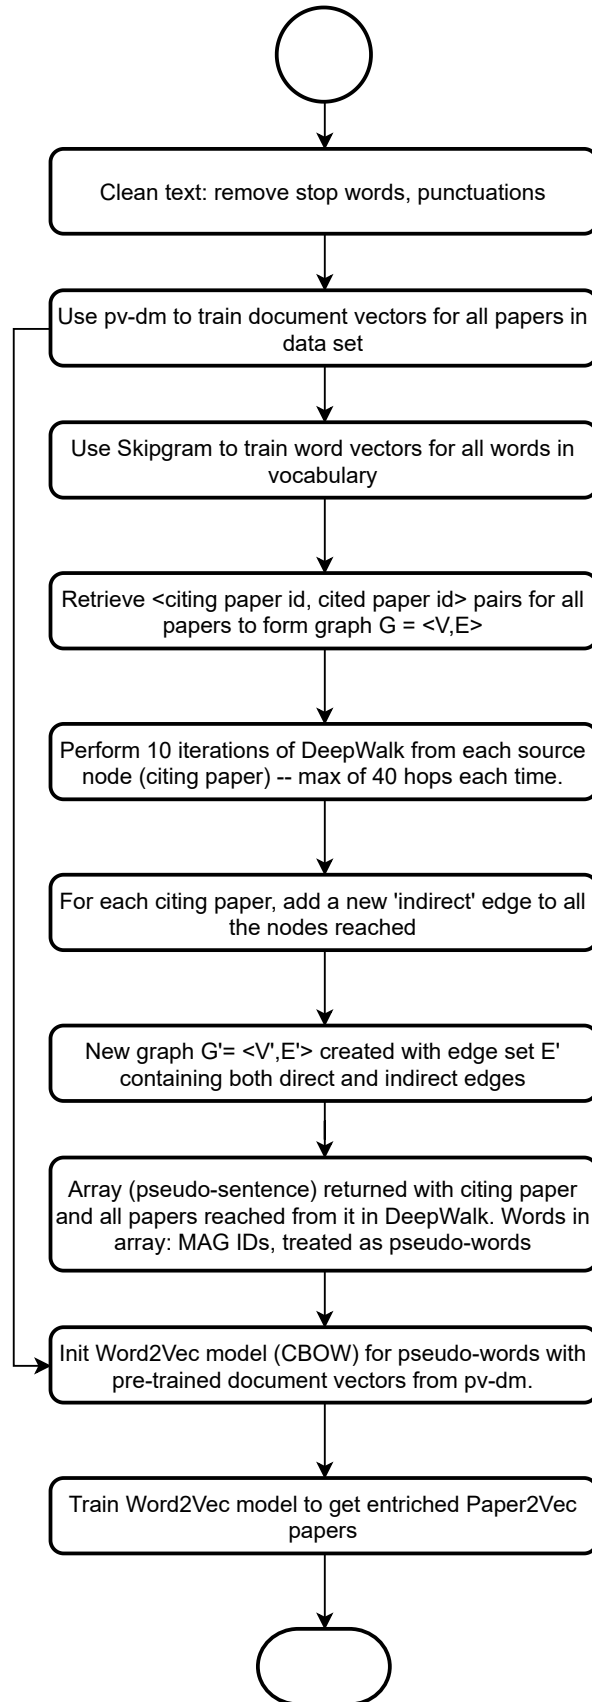 Clean text: remove stop words, punctuations
Use pv-dm to train document vectors for all papers in
data set
Use Skipgram to train word vectors for all words in
vocabulary
Retrieve <citing paper id, cited paper id> pairs for all
papers to form graph G = <V,E>
Perform 10 iterations of DeepWalk from each source
node (citing paper) -- max of 40 hops each time.
For each citing paper, add a new 'indirect' edge to all
the nodes reached
New graph G'= <V',E'> created with edge set E'
containing both direct and indirect edges
Array (pseudo-sentence) returned with citing paper
and all papers reached from it in DeepWalk. Words in
array: MAG IDs, treated as pseudo-words
Init Word2Vec model (CBOW) for pseudo-words with
pre-trained document vectors from pv-dm.
Train Word2Vec model to get entriched Paper2Vec
papers